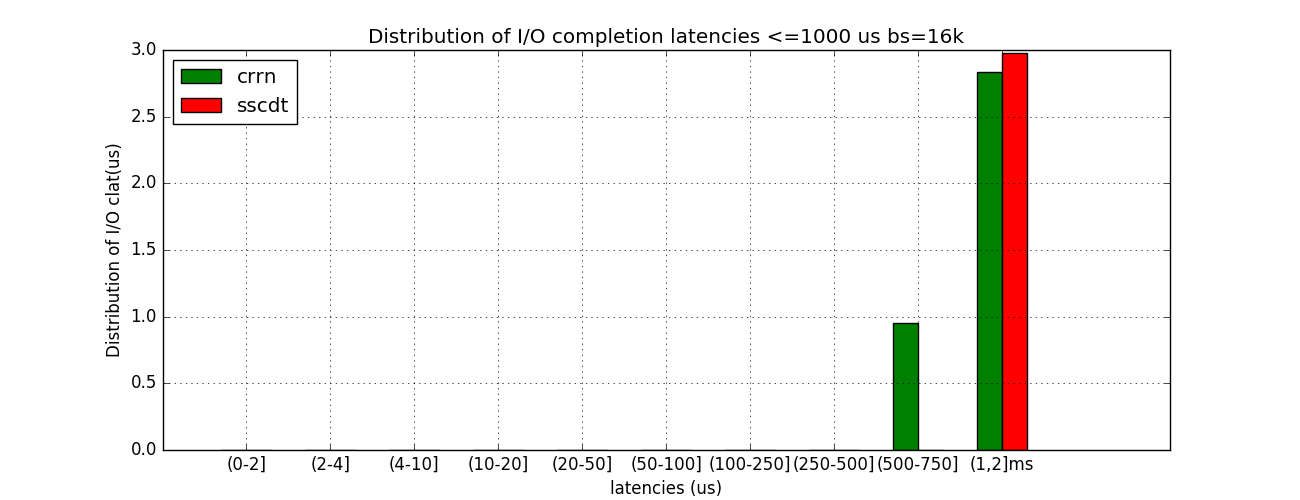 Distribution of I/O completion latencies <=1000 us bs=16k
3.0
2.5
2.0
1.5
1.0
0.5
0.0
Distribution of I/O clat(us)
crrn
sscdt
(0-2] (2-4] (4-10] (10-20] (20-50] (50-100] (100-250] (250-500] (500-750] (1,2]ms
latencies (us)